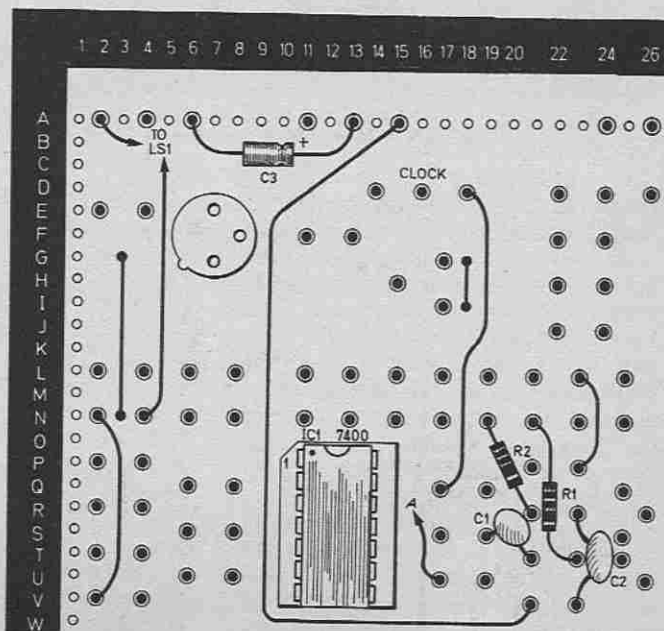 1 2 3 4 5 6 7 8 9 10 11 12 13 14 15 16 17 18 19 20 22 24 26
A
B
TO
LS1
C
+
C3
D
CLOCK
E
F
G
H
I
J
K
L
M
N
O
IC1 7400
P
1
R2
Q
R
A
R1
S
C1
T
U
C2
V
W